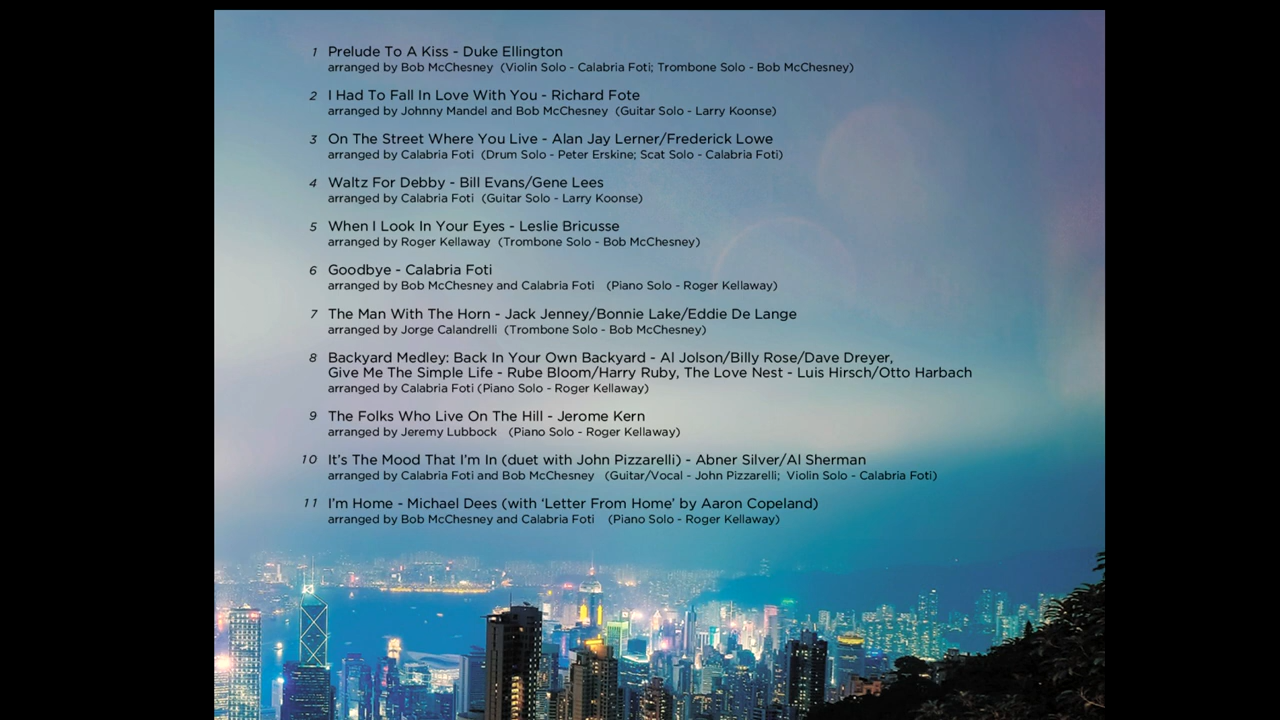 1 Prelude To A Kiss - Duke Ellington
arranged by Bob McChesney (Violin Solo - Calabria Foti; Trombone Solo - Bob McChesney)
2 I Had To Fall In Love With You - Richard Fote
arranged by Johnny Mandel and Bob McChesney (Guitar Solo - Larry Koonse)
3 On The Street Where You Live - Alan Jay Lerner/Frederick Lowe
arranged by Calabria Foti (Drum Solo - Peter Erskine; Scat Solo - Calabria Foti)
4 Waltz For Debby - Bill Evans/Gene Lees
arranged by Calabria Foti (Guitar Solo - Larry Koonse)
5 When I Look In Your Eyes - Leslie Bricusse
arranged by Roger Kellaway (Trombone Solo - Bob McChesney)
6 Goodbye - Calabria Foti
arranged by Bob McChesney and Calabria Foti (Piano Solo - Roger Kellaway)
7 The Man With The Horn - Jack Jenney/Bonnie Lake/Eddie De Lange
arranged by Jorge Calandrelli (Trombone Solo - Bob McChesney)
8 Backyard Medley: Back In Your Own Backyard - Al Jolson/Billy Rose/Dave Dreyer,
Give Me The Simple Life - Rube Bloom/Harry Ruby, The Love Nest - Luis Hirsch/Otto Harbach
arranged by Calabria Foti (Piano Solo - Roger Kellaway)
9 The Folks Who Live On The Hill - Jerome Kern
arranged by Jeremy Lubbock (Piano Solo - Roger Kellaway)
10 It's The Mood That I'm In (duet with John Pizzarelli) - Abner Silver/Al Sherman
arranged by Calabria Foti and Bob McChesney (Guitar/Vocal - John Pizzarelli; Violin Solo - Calabria Foti)
11 I'm Home - Michael Dees (with 'Letter From Home' by Aaron Copeland)
arranged by Bob McChesney and Calabria Foti (Piano Solo - Roger Kellaway)